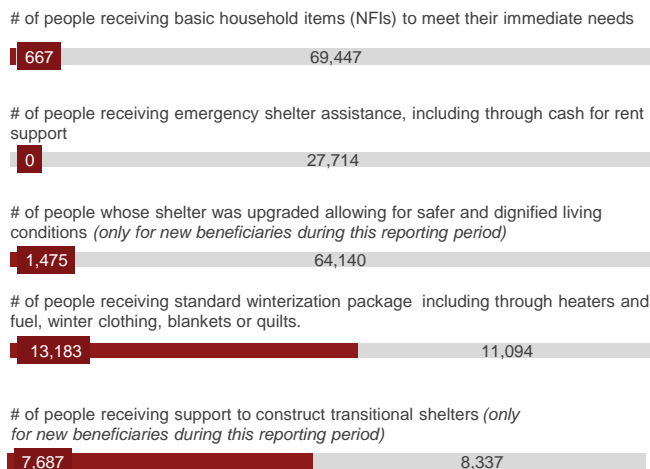 # of people receiving basic household items (NFIs) to meet their immediate needs
667 69,447
# of people receiving emergency shelter assistance, including through cash for rent
support
0 27,714
# of people whose shelter was upgraded allowing for safer and dignified living
conditions (only for new beneficiaries during this reporting period)
1,475 64,140
# of people receiving standard winterization package including through heaters and
fuel, winter clothing, blankets or quilts.
13,183 11,094
# of people receiving support to construct transitional shelters (only
for new beneficiaries during this reporting period)
7,687 8,337